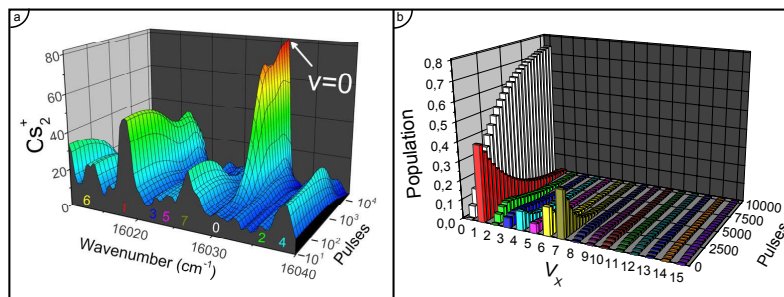 a
80
60
40
20
0
Cs₂⁺
v=0
6 1 3 5 7 0 2 4
16020
16030
16040
Wavenumber (cm⁻¹)
10¹
10²
10³
10⁴
Pulses
b
0,8
0,7
0,6
0,5
0,4
0,3
0,2
0,1
0,0
Population
0 1 2 3 4 5 6 7 8 9 10 11 12 13 14 15
Vₓ
10000
7500
5000
2500
0
Pulses